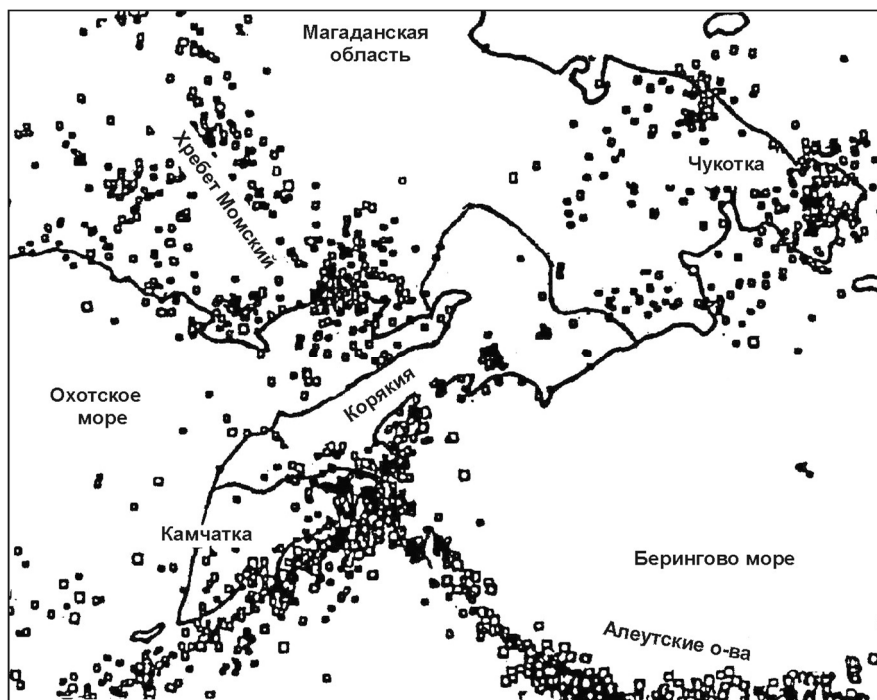 Магаданская
область
Хребет Момский
Чукотка
Охотское
море
Корякия
Камчатка
Берингово море
Алеутские о-ва